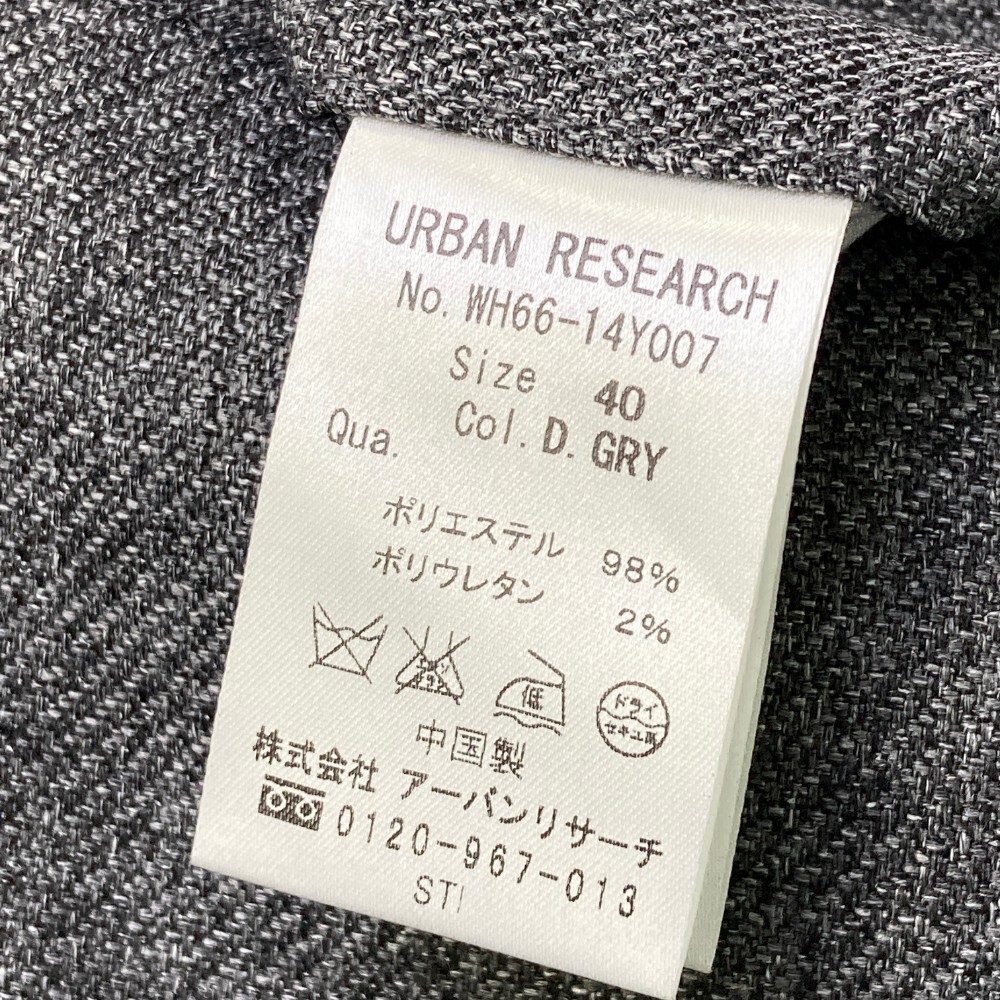 URBAN RESEARCH
No. WH66-14Y007
Size 40
Col. D. GRY
Qua.
ポリエステル 98%
ポリウレタン 2%
低
ドライ
セキユ系
中国製
株式会社 アーバンリサーチ
0120-967-013
STI